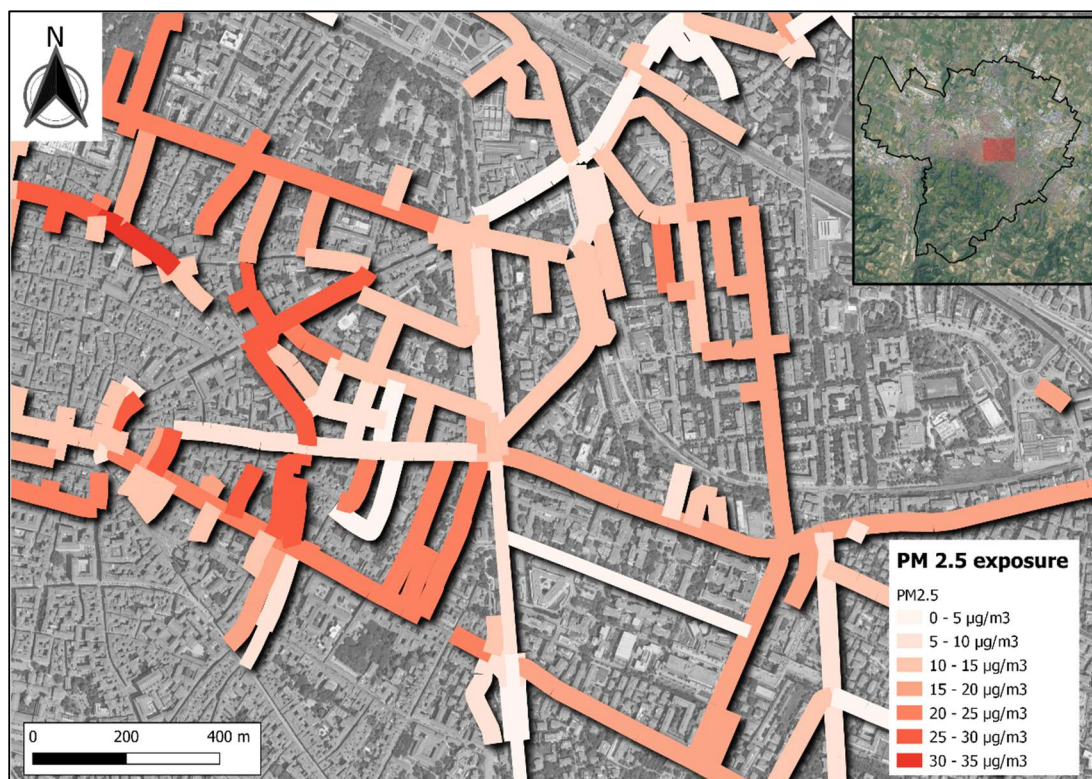 N
PM 2.5 exposure
PM2.5
0 - 5 µg/m3
5 - 10 µg/m3
10 - 15 µg/m3
15 - 20 µg/m3
20 - 25 µg/m3
25 - 30 µg/m3
30 - 35 µg/m3
0 200 400 m